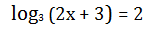 log₃ (2x + 3) = 2